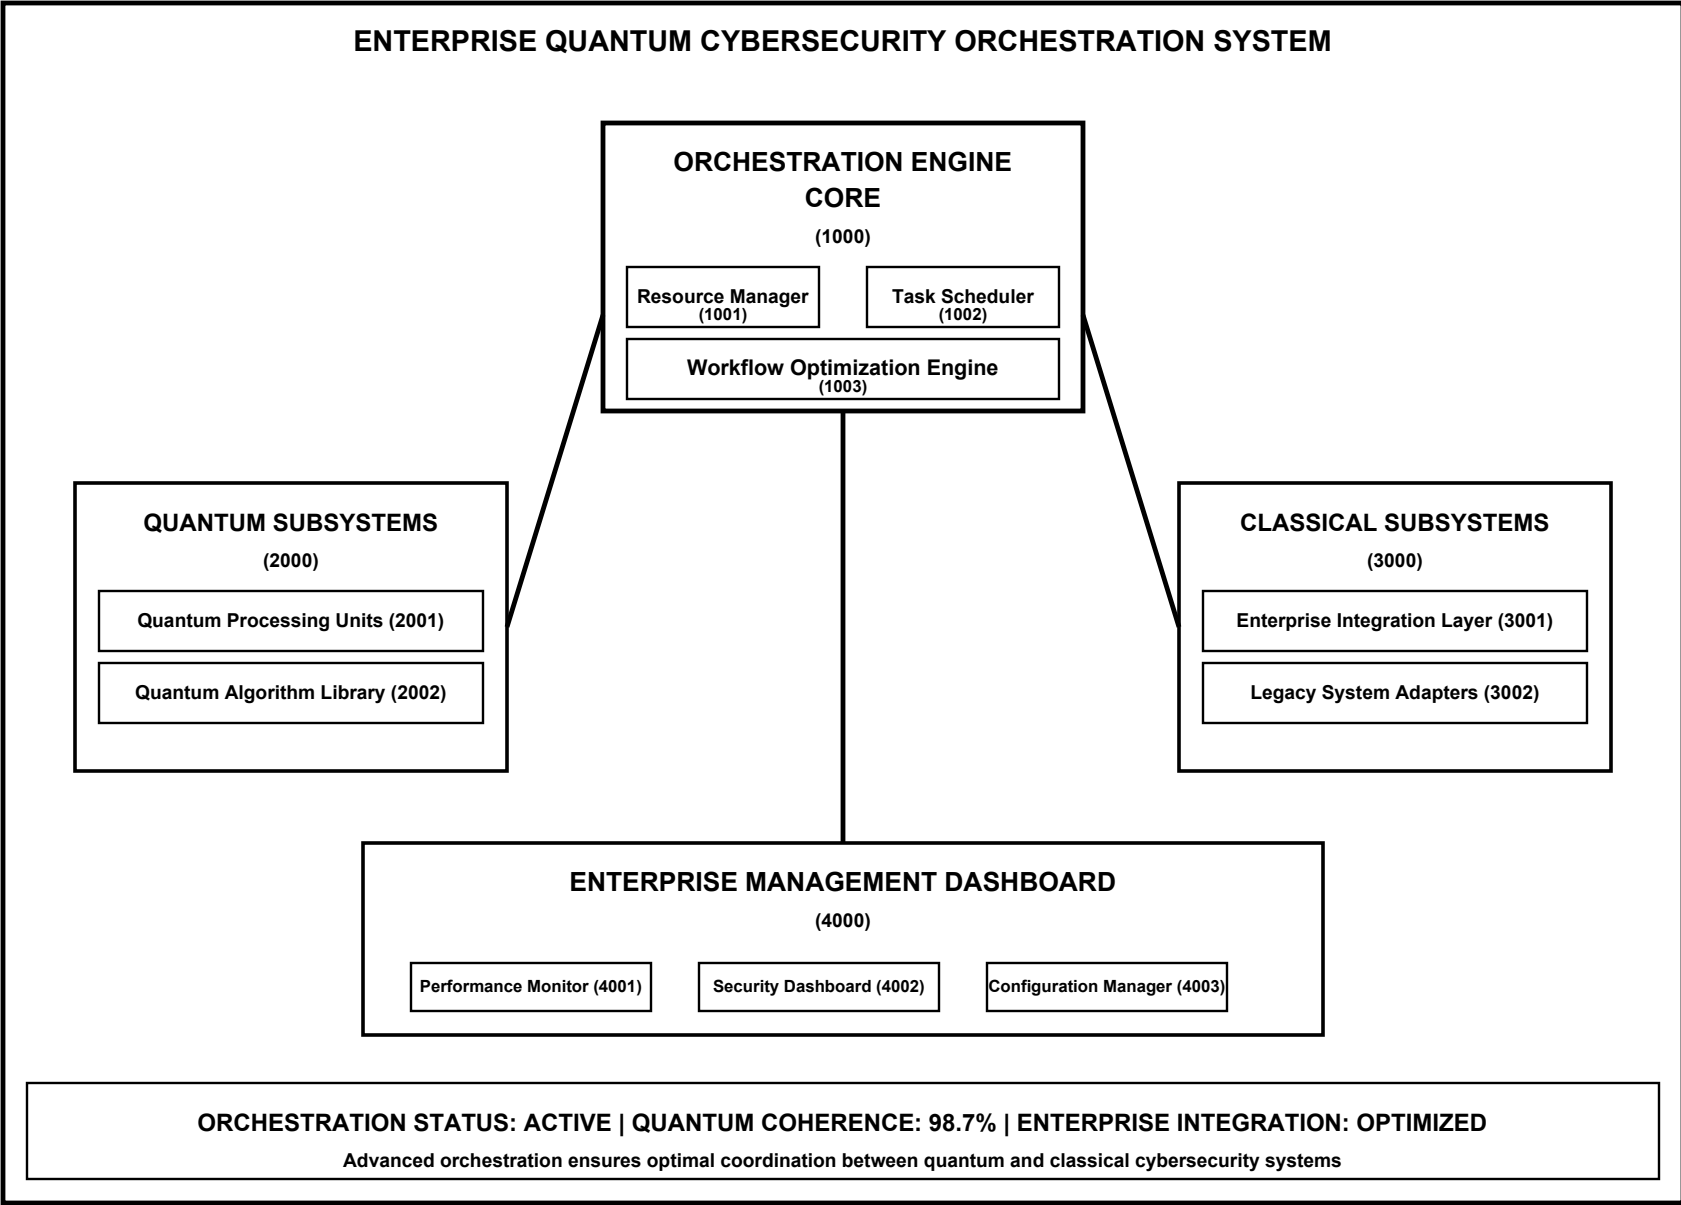 ENTERPRISE QUANTUM CYBERSECURITY ORCHESTRATION SYSTEM
ORCHESTRATION ENGINE
CORE
(1000)
Resource Manager
(1001)
Task Scheduler
(1002)
Workflow Optimization Engine
(1003)
QUANTUM SUBSYSTEMS
(2000)
Quantum Processing Units (2001)
Quantum Algorithm Library (2002)
CLASSICAL SUBSYSTEMS
(3000)
Enterprise Integration Layer (3001)
Legacy System Adapters (3002)
ENTERPRISE MANAGEMENT DASHBOARD
(4000)
Performance Monitor (4001)
Security Dashboard (4002)
Configuration Manager (4003)
ORCHESTRATION STATUS: ACTIVE | QUANTUM COHERENCE: 98.7% | ENTERPRISE INTEGRATION: OPTIMIZED
Advanced orchestration ensures optimal coordination between quantum and classical cybersecurity systems